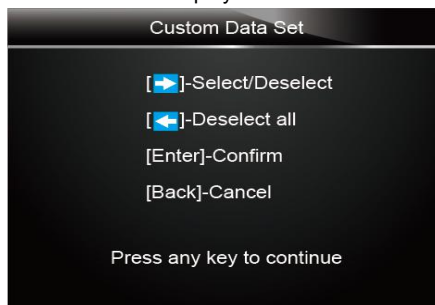 Custom Data Set
[➡]-Select/Deselect
[⬅]-Deselect all
[Enter]-Confirm
[Back]-Cancel
Press any key to continue